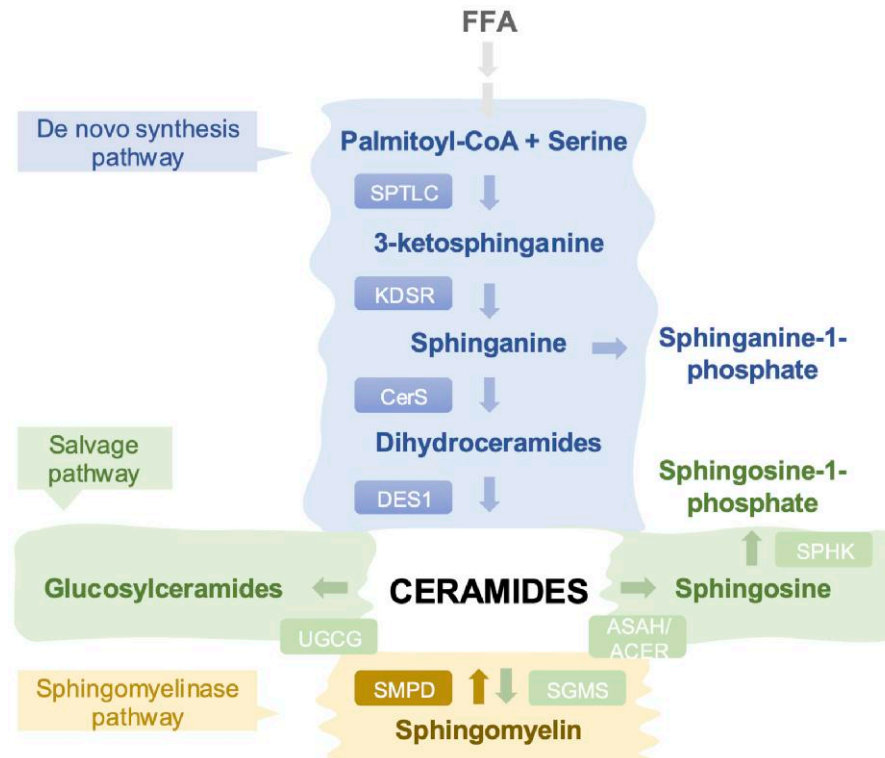 FFA
De novo synthesis
pathway
Palmitoyl-CoA + Serine
SPTLC
3-ketosphinganine
KDSR
Sphinganine
Sphinganine-1-
phosphate
CerS
Dihydroceramides
Salvage
pathway
Sphingosine-1-
phosphate
DES1
SPHK
Glucosylceramides
CERAMIDES
Sphingosine
UGCG
ASAH/
ACER
Sphingomyelinase
pathway
SMPD
SGMS
Sphingomyelin